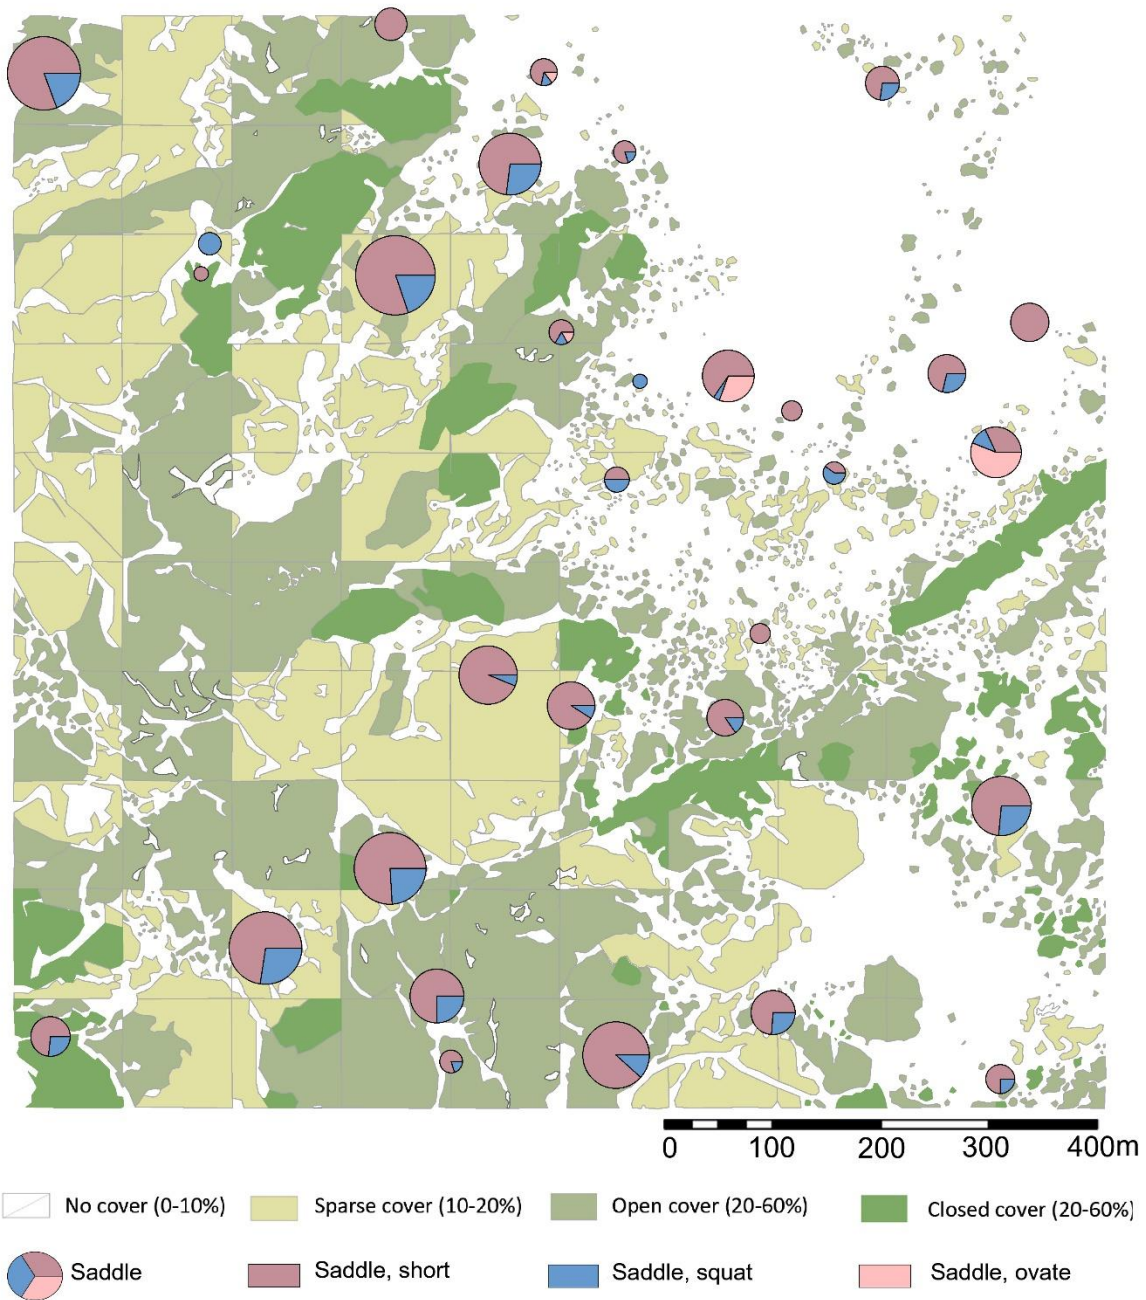 0 100 200 300 400m
No cover (0-10%) Sparse cover (10-20%) Open cover (20-60%) Closed cover (20-60%)
Saddle Saddle, short Saddle, squat Saddle, ovate